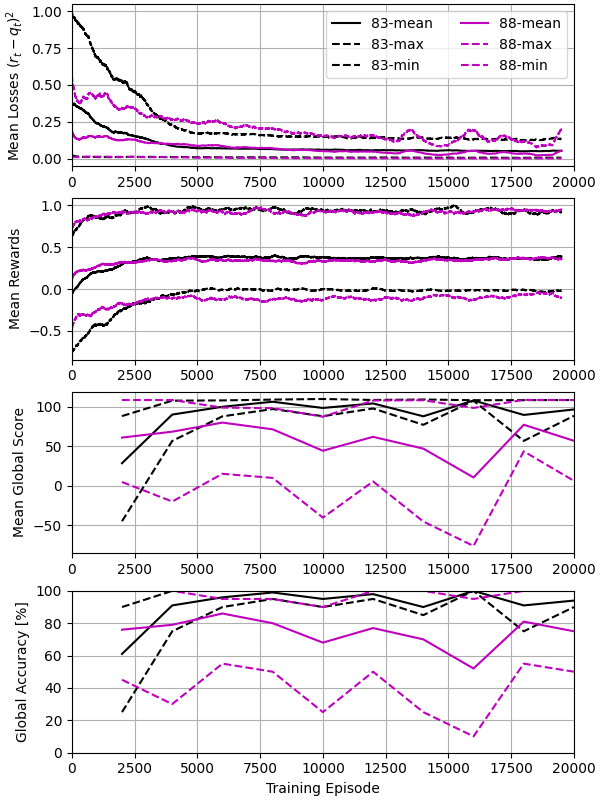 Mean Losses $(r_t - q_t)^2$
1.00
0.75
0.50
0.25
0.00
83-mean
83-max
83-min
88-mean
88-max
88-min
0 2500 5000 7500 10000 12500 15000 17500 20000
Mean Rewards
1.0
0.5
0.0
−0.5
0 2500 5000 7500 10000 12500 15000 17500 20000
Mean Global Score
100
50
0
−50
0 2500 5000 7500 10000 12500 15000 17500 20000
Global Accuracy [%]
100
80
60
40
20
0
0 2500 5000 7500 10000 12500 15000 17500 20000
Training Episode